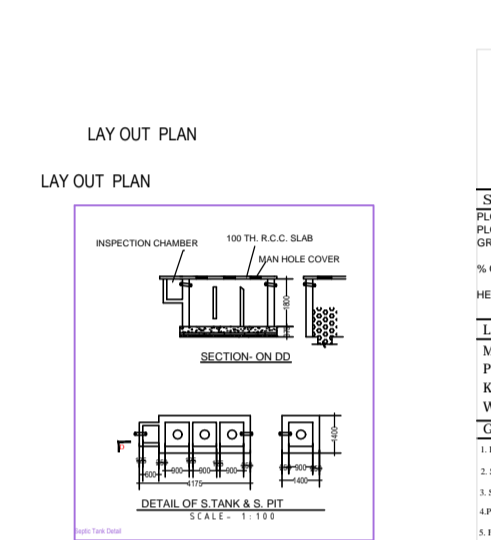 LAY OUT PLAN
LAY OUT PLAN
INSPECTION CHAMBER
100 TH. R.C.C. SLAB
MAN HOLE COVER
1800
SECTION- ON DD
1400
600
900
900
900
4175
900
1400
DETAIL OF S.TANK & S. PIT
SCALE- 1:100
Septic Tank Detail
S
PL
PL
GR
%
HE
L
M
P
K
W
G
1.
2.
3.
4.P
5.